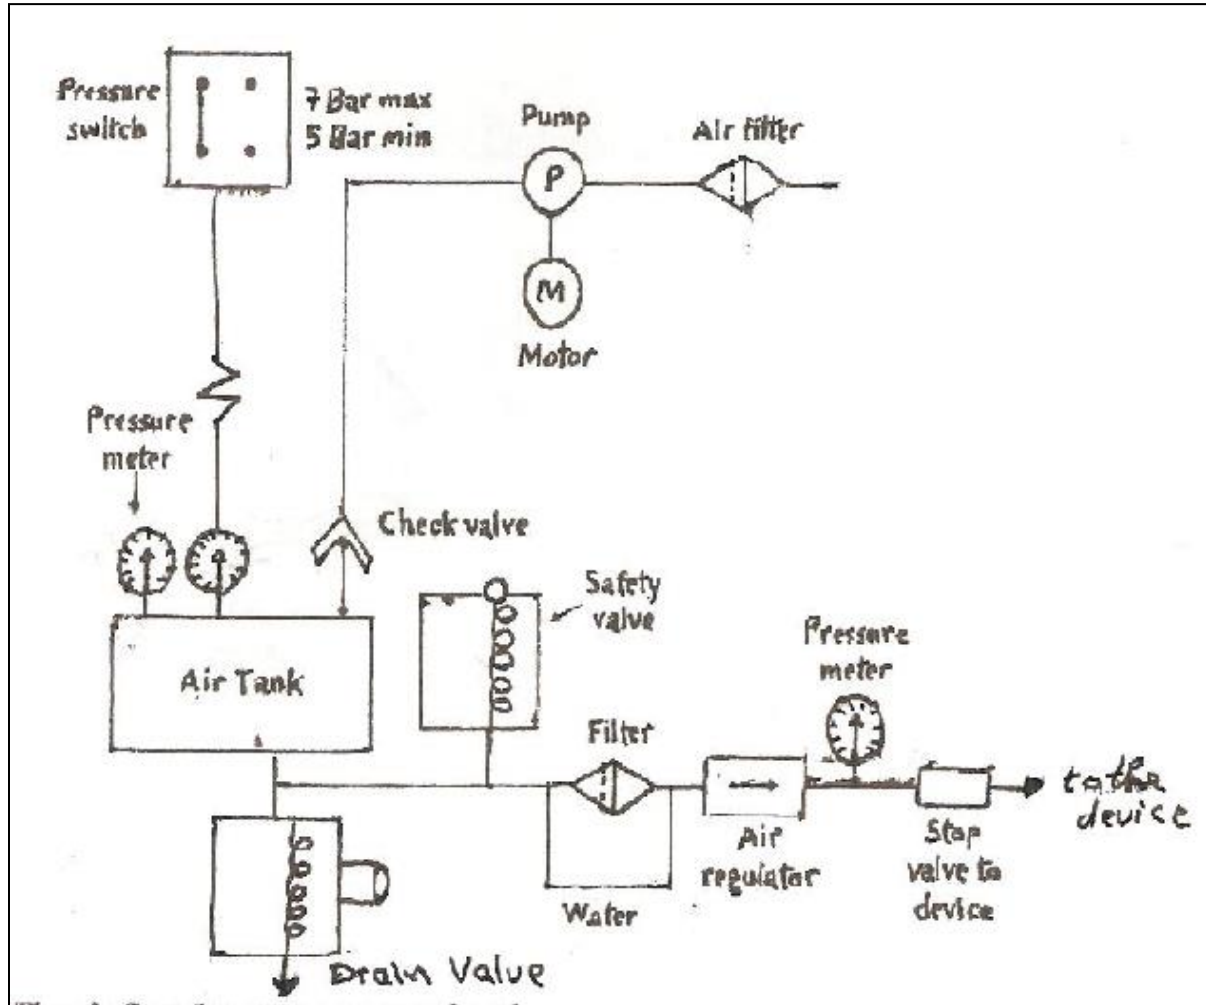 Pressure
switch
7 Bar max
5 Bar min
Pump
P
Air filter
M
Motor
Pressure
meter
Check valve
Safety
valve
Air Tank
Pressure
meter
Filter
to the
device
Air
regulator
Stop
valve to
device
Water
Drain Value